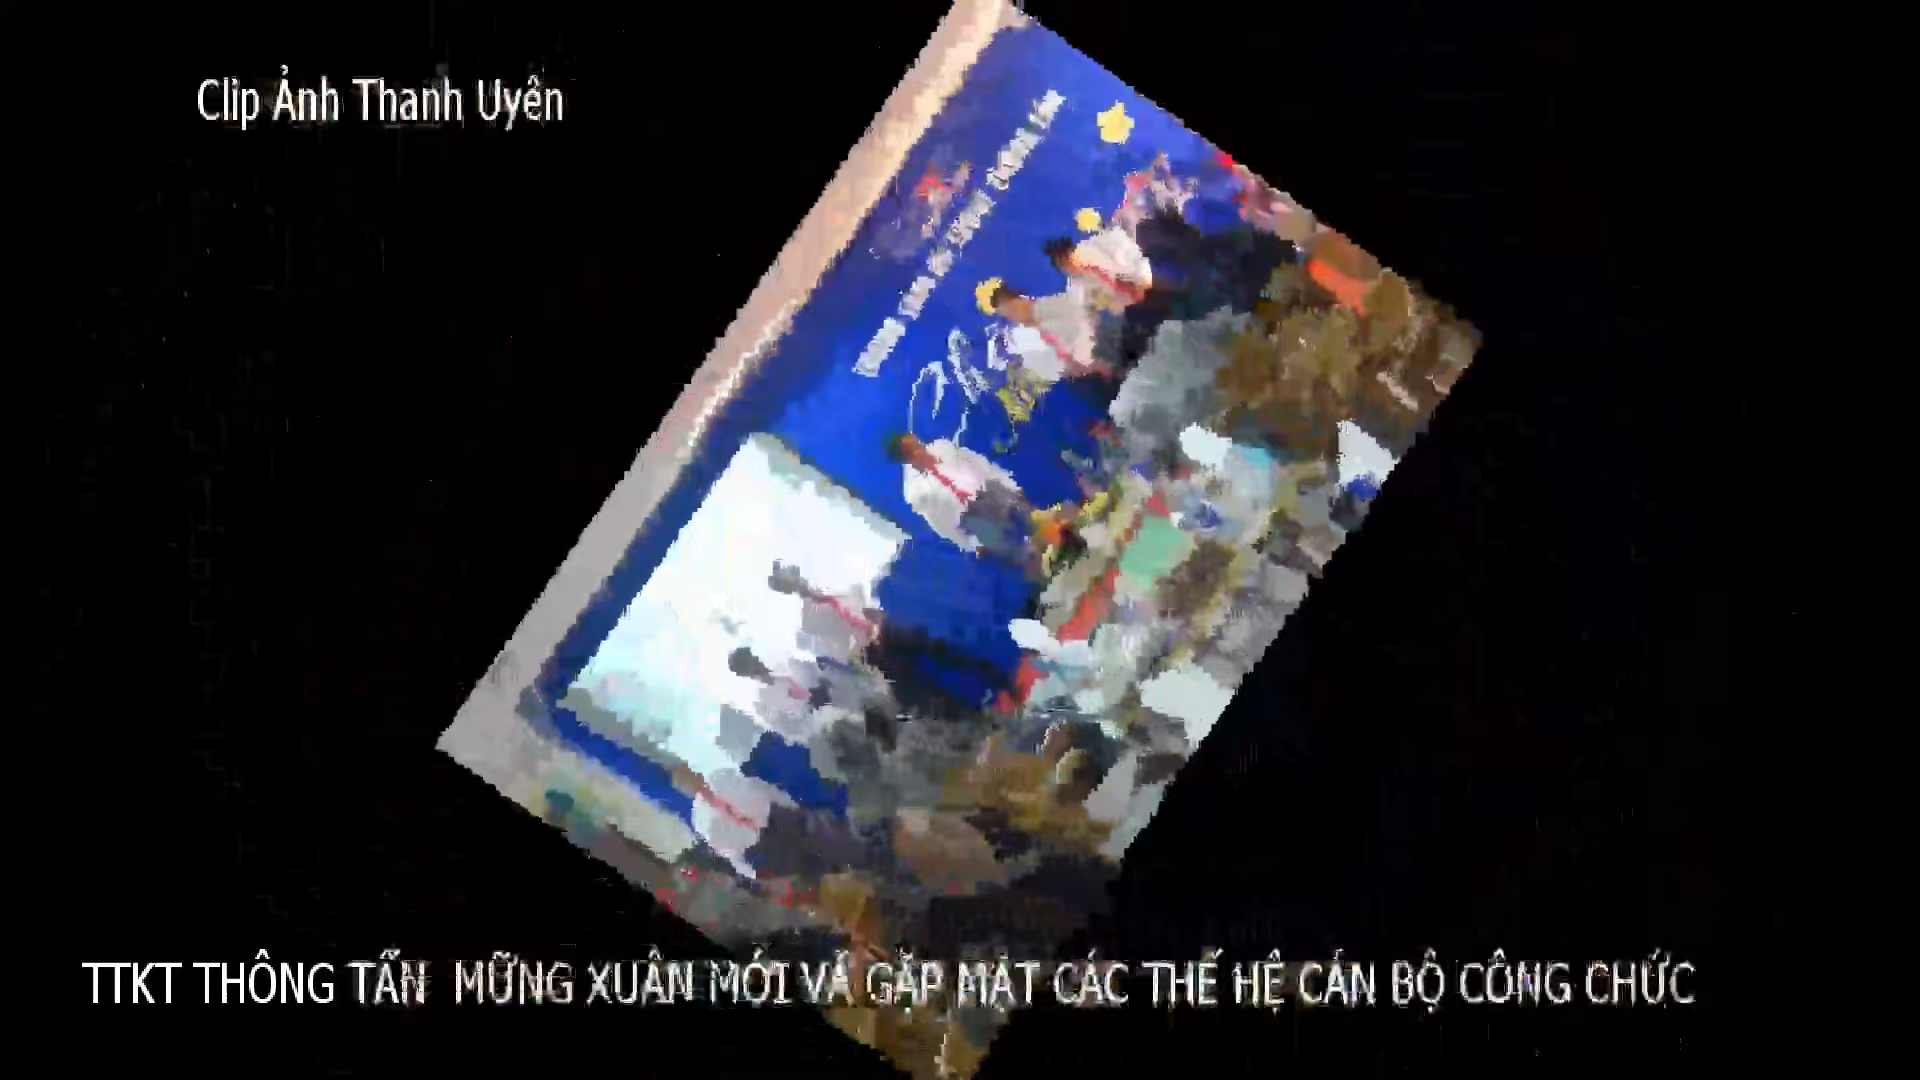 Clip Ảnh Thanh Uyên
TTKT THÔNG TẤN MỪNG XUÂN MỚI VÀ GẶP MẶT CÁC THẾ HỆ CÁN BỘ CÔNG CHỨC